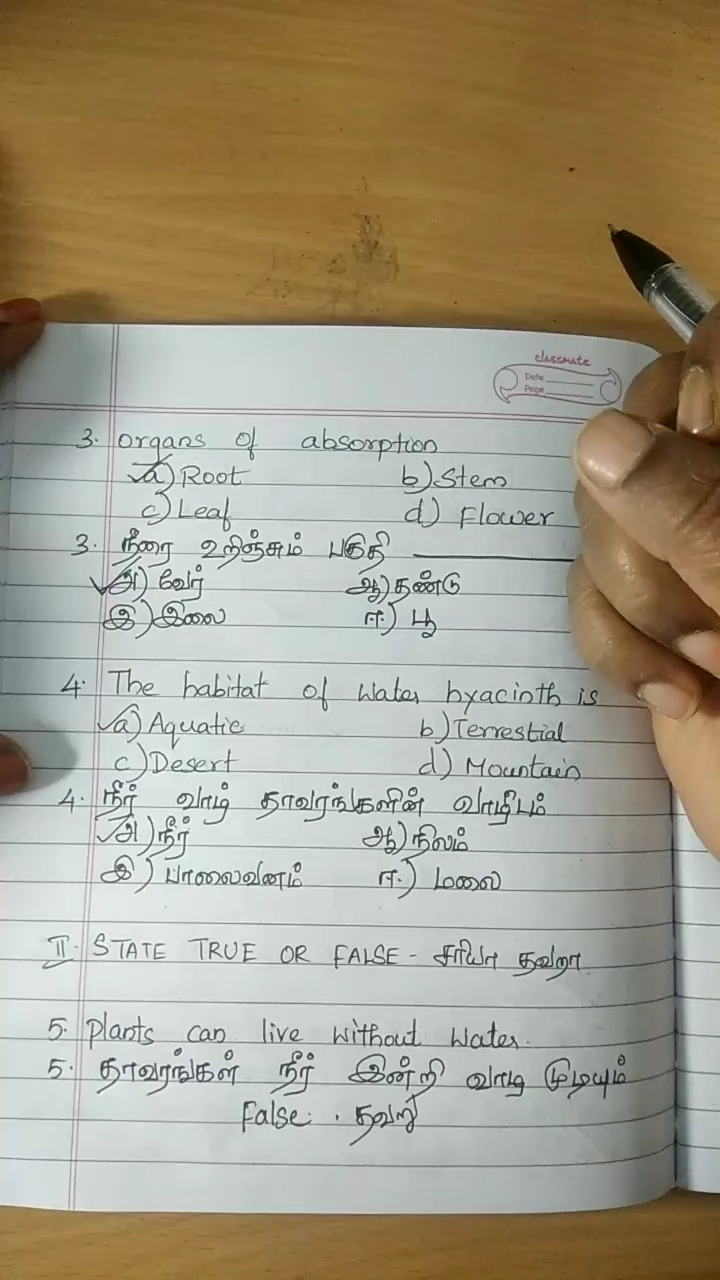 classmate
Date
Page
3. Organs of absorption
a) Root b) Stem
c) Leaf d) Flower
3. நீரை உறிஞ்சும் பகுதி ________
அ) வேர் ஆ) தண்டு
இ) இலை ஈ.) பூ
4. The habitat of Water hyacinth is
a) Aquatic b) Terrestial
c) Desert d) Mountain
4. நீர் வாழ் தாவரங்களின் வாழிடம்
அ) நீர் ஆ) நிலம்
இ) பாலைவனம் ஈ.) மலை
II. STATE TRUE OR FALSE - சரியா தவறா
5. Plants can live without water.
5. தாவரங்கள் நீர் இன்றி வாழ முடியும்
False. தவறு